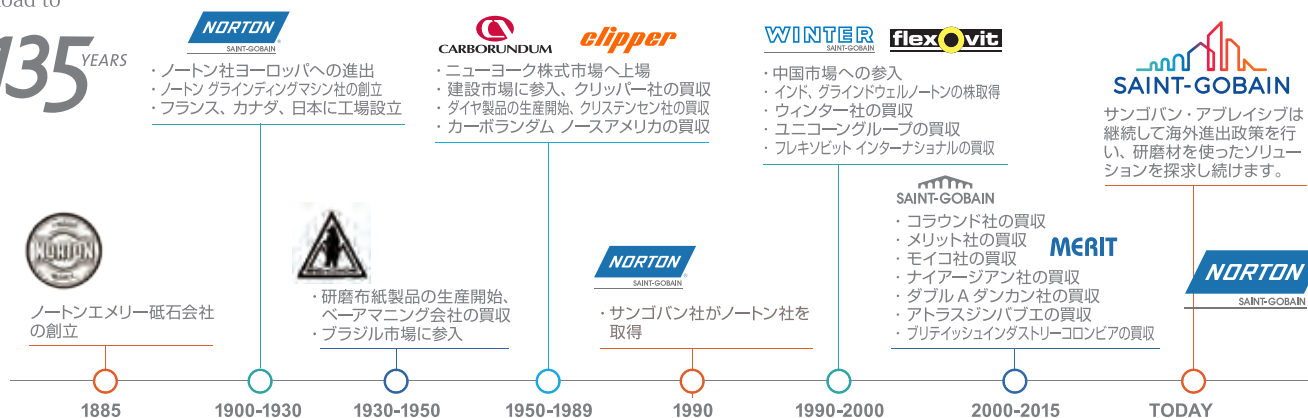 oad to
135 YEARS
NORTON
SAINT-GOBAIN
・ノートン社ヨーロッパへの進出
・ノートン グラインディングマシン社の創立
・フランス、カナダ、日本に工場設立
CARBORUNDUM
clipper
・ニューヨーク株式市場へ上場
・建設市場に参入、クリッパー社の買収
・ダイヤ製品の生産開始、クリステンセン社の買収
・カーボランダム ノースアメリカの買収
WINTER
SAINT-GOBAIN
flexovit
・中国市場への参入
・インド、グラインドウェルノートンの株取得
・ウィンター社の買収
・ユニコーングループの買収
・フレキソビット インターナショナルの買収
SAINT-GOBAIN
サンゴバン・アブレイシブは
継続して海外進出政策を行
い、研磨材を使ったソリュー
ションを探求し続けます。
NORTON
ノートンエメリー砥石会社
の創立
・研磨布紙製品の生産開始、
ベーアマニング会社の買収
・ブラジル市場に参入
NORTON
SAINT-GOBAIN
・サンゴバン社がノートン社を
取得
SAINT-GOBAIN
・コラウンド社の買収
・メリット社の買収
・モイコ社の買収
・ナイアージアン社の買収
・ダブル A ダンカン社の買収
・アトラスジンバブエの買収
・ブリテイッシュインダストリーコロンビアの買収
MERIT
NORTON
SAINT-GOBAIN
1885
1900-1930
1930-1950
1950-1989
1990
1990-2000
2000-2015
TODAY